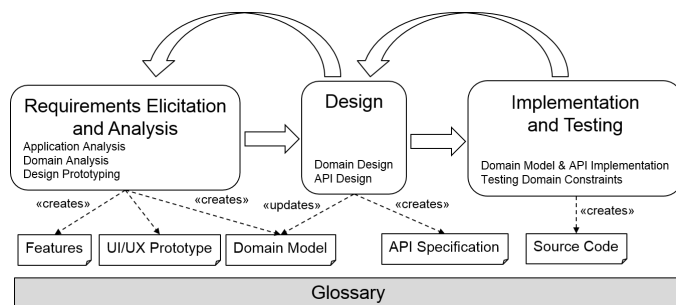 Requirements Elicitation
and Analysis
Application Analysis
Domain Analysis
Design Prototyping
Design
Domain Design
API Design
Implementation
and Testing
Domain Model & API Implementation
Testing Domain Constraints
«creates»
«creates»
«updates»
«creates»
«creates»
Features
UI/UX Prototype
Domain Model
API Specification
Source Code
Glossary